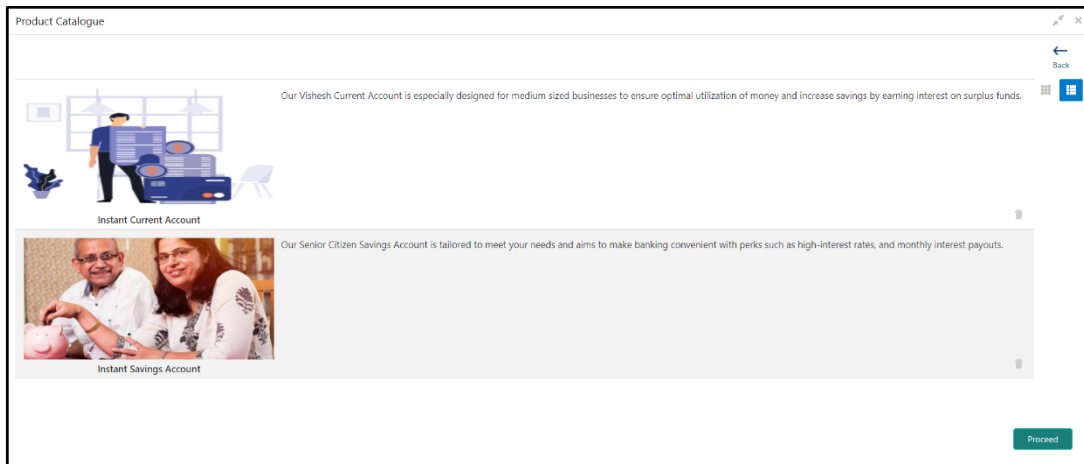 Product Catalogue
Back
Our Vishesh Current Account is especially designed for medium sized businesses to ensure optimal utilization of money and increase savings by earning interest on surplus funds.
Instant Current Account
Our Senior Citizen Savings Account is tailored to meet your needs and aims to make banking convenient with perks such as high-interest rates, and monthly interest payouts.
Instant Savings Account
Proceed